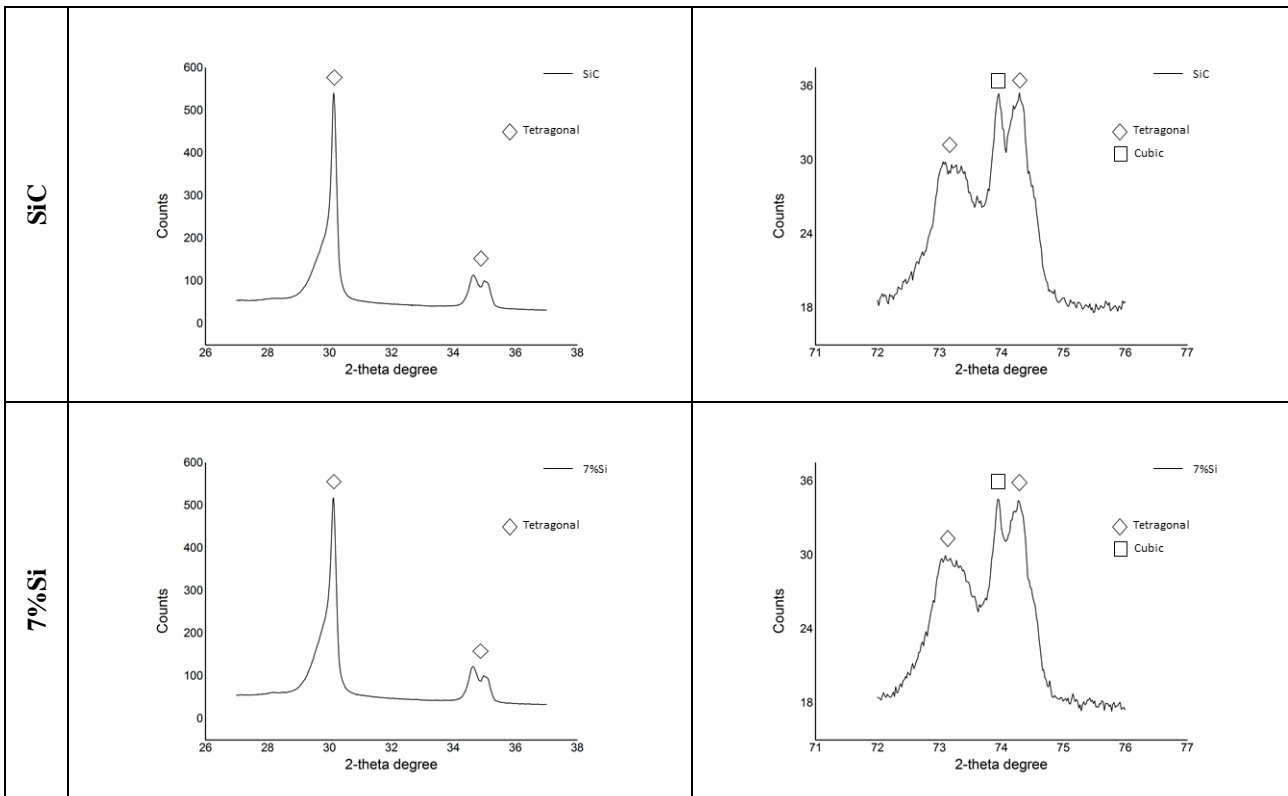 SiC
600
500
400
300
200
100
0
Counts
26 28 30 32 34 36 38
2-theta degree
SiC
Tetragonal
36
30
24
18
Counts
71 72 73 74 75 76 77
2-theta degree
SiC
Tetragonal
Cubic
7%Si
600
500
400
300
200
100
0
Counts
26 28 30 32 34 36 38
2-theta degree
7%Si
Tetragonal
36
30
24
18
Counts
71 72 73 74 75 76 77
2-theta degree
7%Si
Tetragonal
Cubic